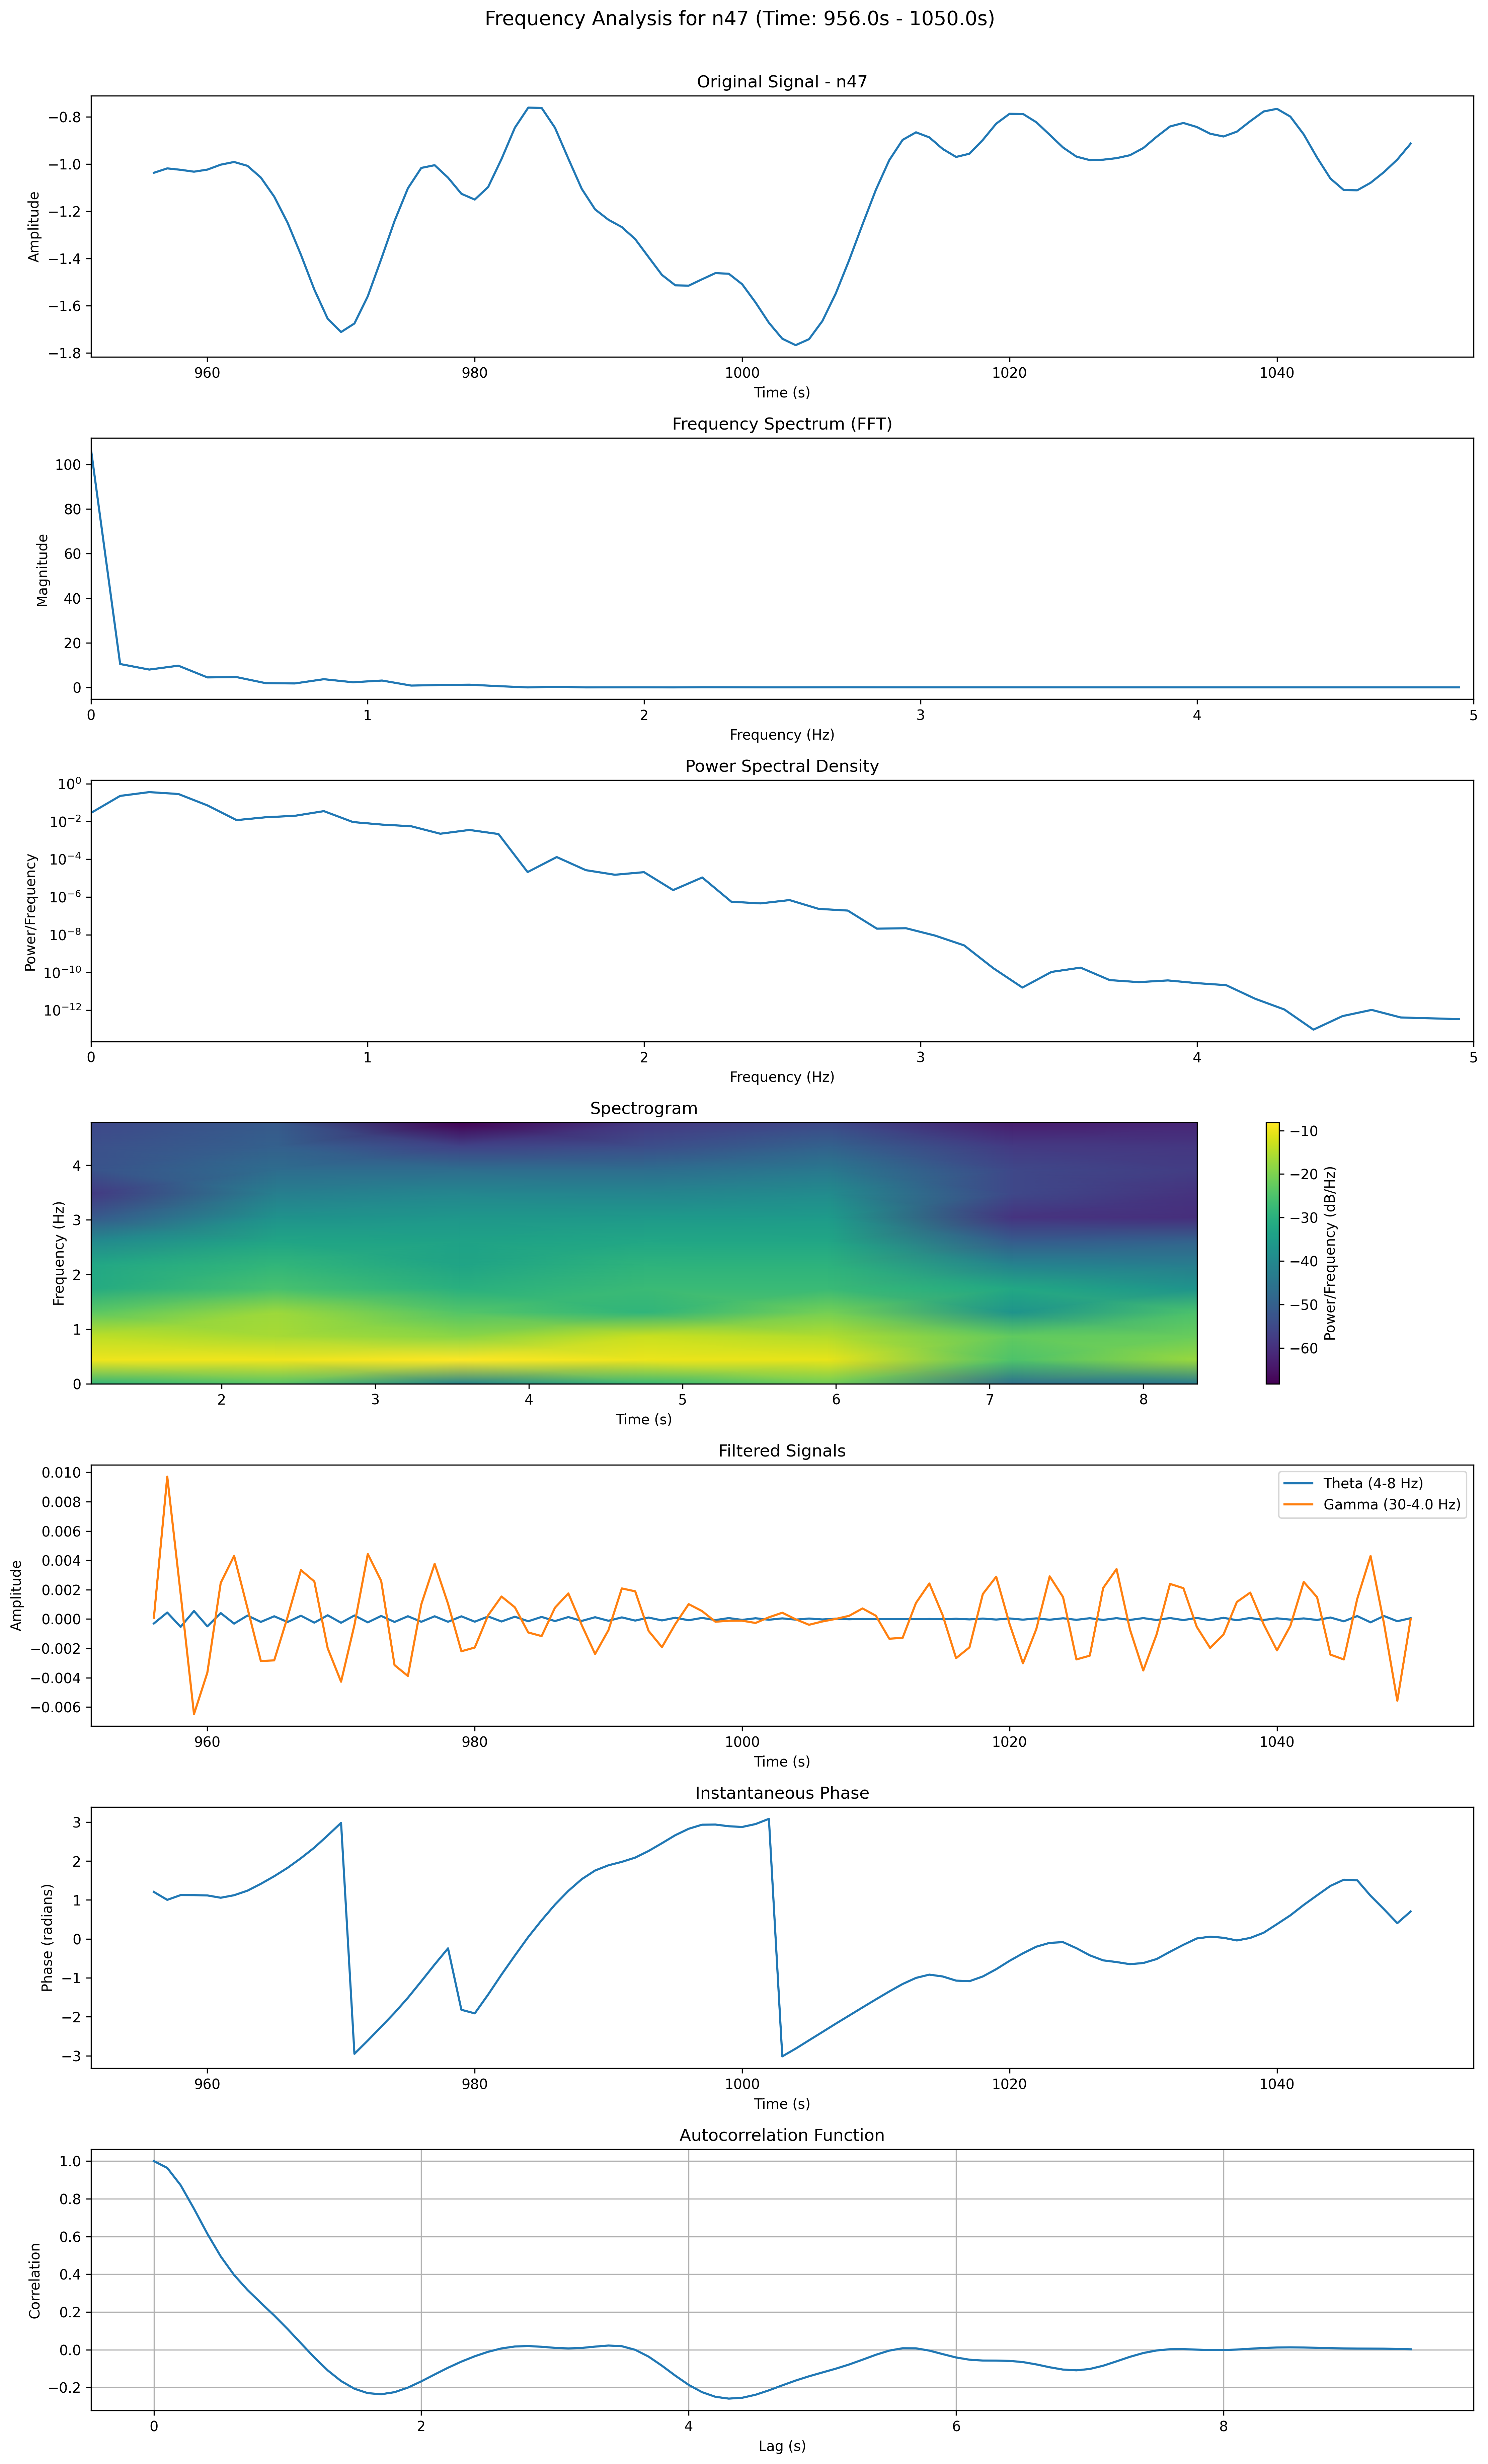 Frequency Analysis for n47 (Time: 956.0s - 1050.0s)
Original Signal - n47
−0.8
−1.0
−1.2
−1.4
−1.6
−1.8
Amplitude
960 980 1000 1020 1040
Time (s)
Frequency Spectrum (FFT)
100
80
60
40
20
0
Magnitude
0 1 2 3 4 5
Frequency (Hz)
Power Spectral Density
10⁰
10⁻²
10⁻⁴
10⁻⁶
10⁻⁸
10⁻¹⁰
10⁻¹²
Power/Frequency
0 1 2 3 4 5
Frequency (Hz)
Spectrogram
4
3
2
1
0
Frequency (Hz)
2 3 4 5 6 7 8
Time (s)
−10
−20
−30
−40
−50
−60
Power/Frequency (dB/Hz)
Filtered Signals
0.010
0.008
0.006
0.004
0.002
0.000
−0.002
−0.004
−0.006
Amplitude
Theta (4-8 Hz)
Gamma (30-4.0 Hz)
960 980 1000 1020 1040
Time (s)
Instantaneous Phase
3
2
1
0
−1
−2
−3
Phase (radians)
960 980 1000 1020 1040
Time (s)
Autocorrelation Function
1.0
0.8
0.6
0.4
0.2
0.0
−0.2
Correlation
0 2 4 6 8
Lag (s)